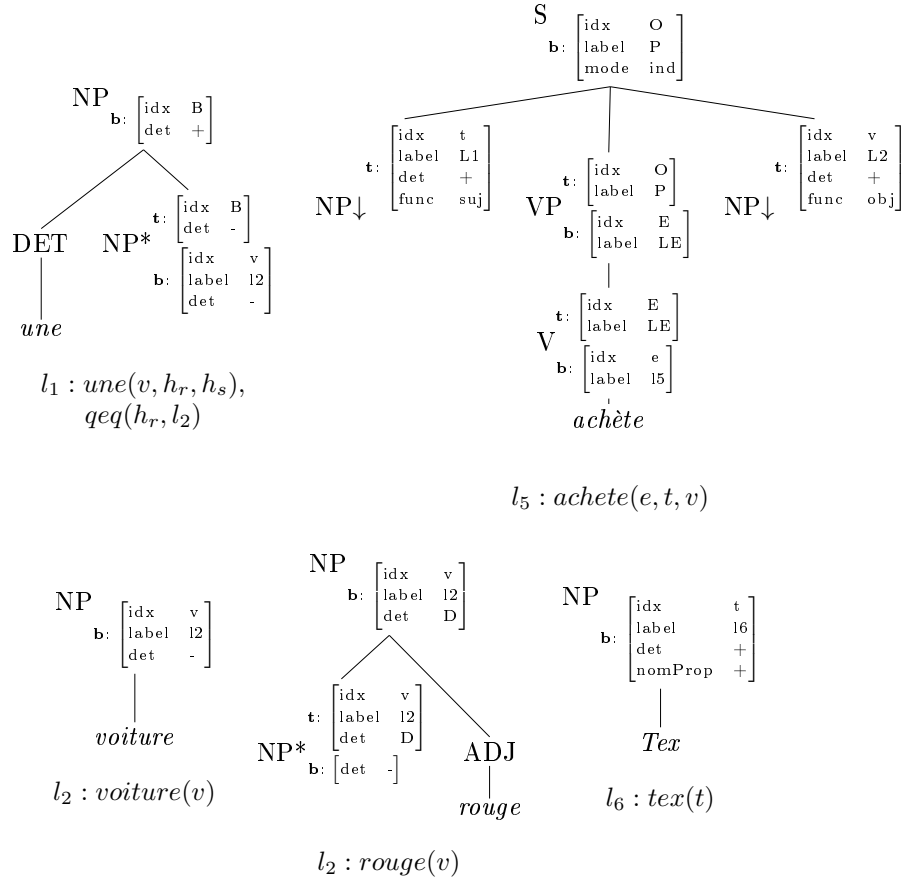 NP
b: [idx B
det +]
DET
NP*
t: [idx B
det -]
b: [idx v
label l2
det -]
une
l₁ : une(v, hᵣ, hₛ),
qeq(hᵣ, l₂)
S
b: [idx O
label P
mode ind]
NP↓
t: [idx t
label L1
det +
func suj]
VP
t: [idx O
label P]
b: [idx E
label LE]
NP↓
t: [idx v
label L2
det +
func obj]
V
t: [idx E
label LE]
b: [idx e
label l5]
achète
l₅ : achete(e, t, v)
NP
b: [idx v
label l2
det -]
voiture
l₂ : voiture(v)
NP
b: [idx v
label l2
det D]
NP*
t: [idx v
label l2
det D]
b: [det -]
ADJ
rouge
l₂ : rouge(v)
NP
b: [idx t
label l6
det +
nomProp +]
Tex
l₆ : tex(t)